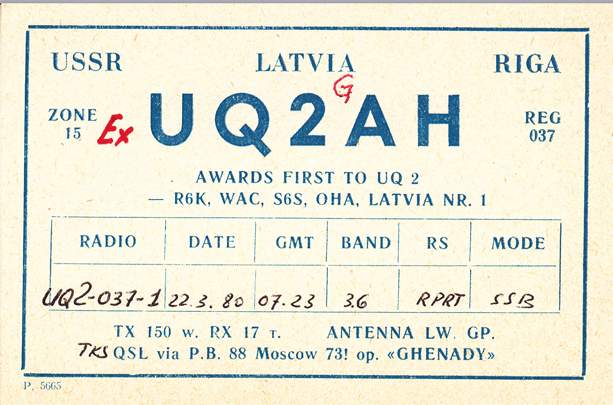 USSR LATVIA RIGA
ZONE 15 Ex UQ2GAH REG 037
AWARDS FIRST TO UQ 2
— R6K, WAC, S6S, OHA, LATVIA NR. 1
RADIO DATE GMT BAND RS MODE
UQ2-037-1 22.3. 80 07.23 3.6 RPRT SSB
TX 150 w. RX 17 т. ANTENNA LW. GP.
TKS QSL via P.B. 88 Moscow 73! op. «GHENADY»
P. 5665